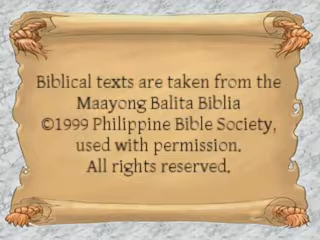 Biblical texts are taken from the
Maayong Balita Biblia
©1999 Philippine Bible Society,
used with permission.
All rights reserved.